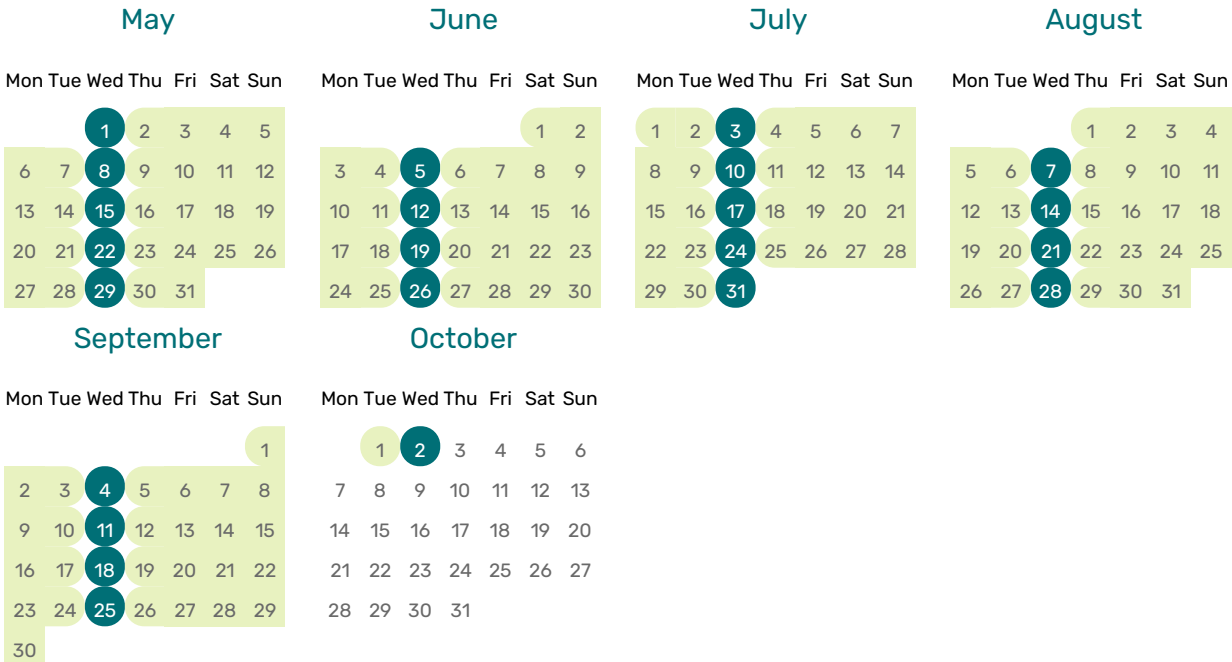 May June July August
Mon Tue Wed Thu Fri Sat Sun Mon Tue Wed Thu Fri Sat Sun Mon Tue Wed Thu Fri Sat Sun Mon Tue Wed Thu Fri Sat Sun
1 2 3 4 5 1 2 1 2 3 4 5 6 7 1 2 3 4
6 7 8 9 10 11 12 3 4 5 6 7 8 9 8 9 10 11 12 13 14 5 6 7 8 9 10 11
13 14 15 16 17 18 19 10 11 12 13 14 15 16 15 16 17 18 19 20 21 12 13 14 15 16 17 18
20 21 22 23 24 25 26 17 18 19 20 21 22 23 22 23 24 25 26 27 28 19 20 21 22 23 24 25
27 28 29 30 31 24 25 26 27 28 29 30 29 30 31 26 27 28 29 30 31
September October
Mon Tue Wed Thu Fri Sat Sun Mon Tue Wed Thu Fri Sat Sun
1 1 2 3 4 5 6
2 3 4 5 6 7 8 7 8 9 10 11 12 13
9 10 11 12 13 14 15 14 15 16 17 18 19 20
16 17 18 19 20 21 22 21 22 23 24 25 26 27
23 24 25 26 27 28 29 28 29 30 31
30